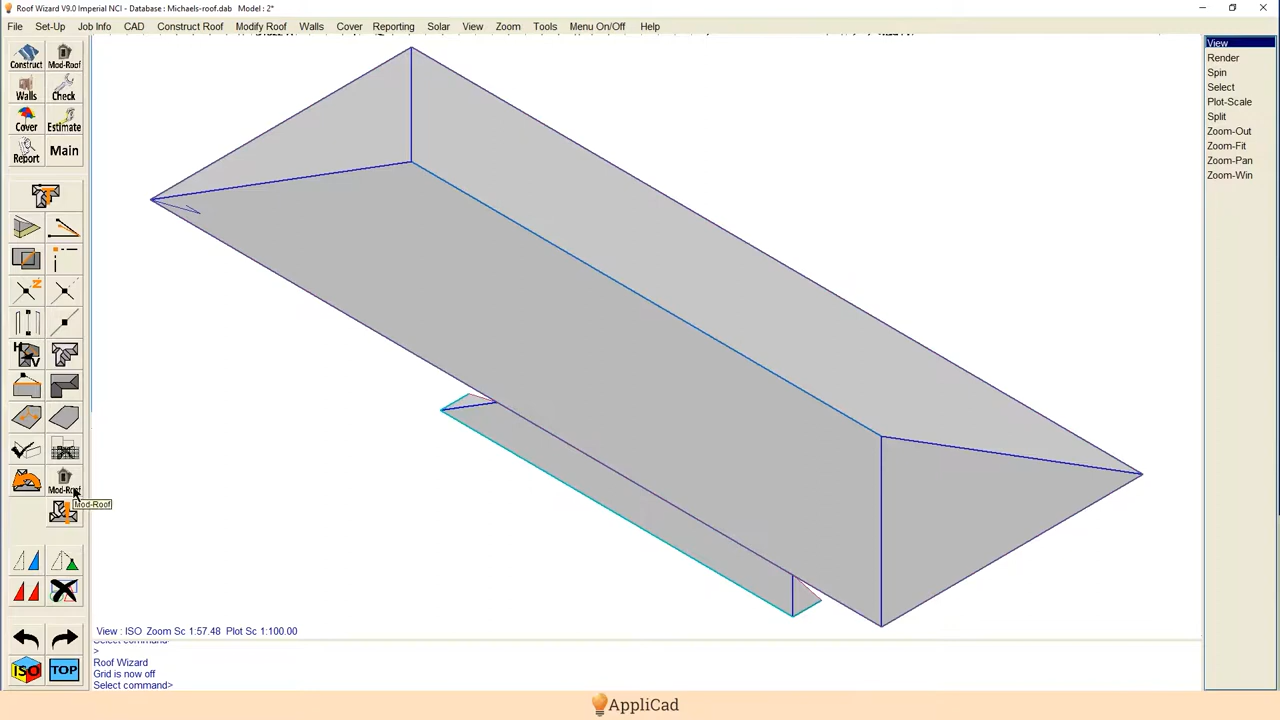 Roof Wizard V9.0 Imperial NCI - Database : Michaels-roof.dab Model : 2*
File Set-Up Job Info CAD Construct Roof Modify Roof Walls Cover Reporting Solar View Zoom Tools Menu On/Off Help
Construct Mod-Roof
Walls Check
Cover Estimate
Report Main
Mod-Roof
Mod-Roof
ISO TOP
View
Render
Spin
Select
Plot-Scale
Split
Zoom-Out
Zoom-Fit
Zoom-Pan
Zoom-Win
View : ISO Zoom Sc 1:57.48 Plot Sc 1:100.00
Select command
>
Roof Wizard
Grid is now off
Select command>
AppliCad